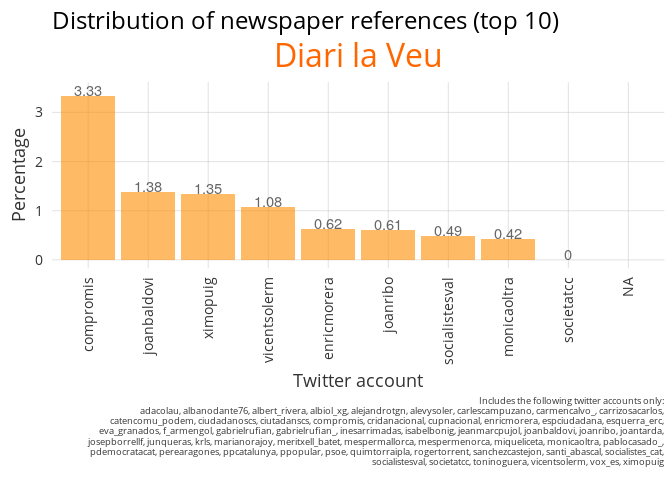 Distribution of newspaper references (top 10)
Diari la Veu
Percentage
3
2
1
0
3.33
1.38
1.35
1.08
0.62
0.61
0.49
0.42
0
compromis
joanbaldovi
ximopuig
vicentsolerm
enricmorera
joanribo
socialistesval
monicaoltra
societatcc
NA
Twitter account
Includes the following twitter accounts only:
adacolau, albanodante76, albert_rivera, albiol_xg, alejandrotgn, alevysoler, carlescampuzano, carmencalvo_, carrizosacarlos,
catencomu_podem, ciudadanoscs, ciutadanscs, compromis, cridanacional, cupnacional, enricmorera, espciudadana, esquerra_erc,
eva_granados, f_armengol, gabrielrufian, gabrielrufian_, inesarrimadas, isabelbonig, jeanmarcpujol, joanbaldovi, joanribo, joantarda,
josepborrellf, junqueras, krls, marianorajoy, meritxell_batet, mespermallorca, mespermenorca, miqueliceta, monicaoltra, pablocasado_,
pdemocratacat, perearagones, ppcatalunya, ppopular, psoe, quimtorraipla, rogertorrent, sanchezcastejon, santi_abascal, socialistes_cat,
socialistesval, societatcc, toninoguera, vicentsolerm, vox_es, ximopuig